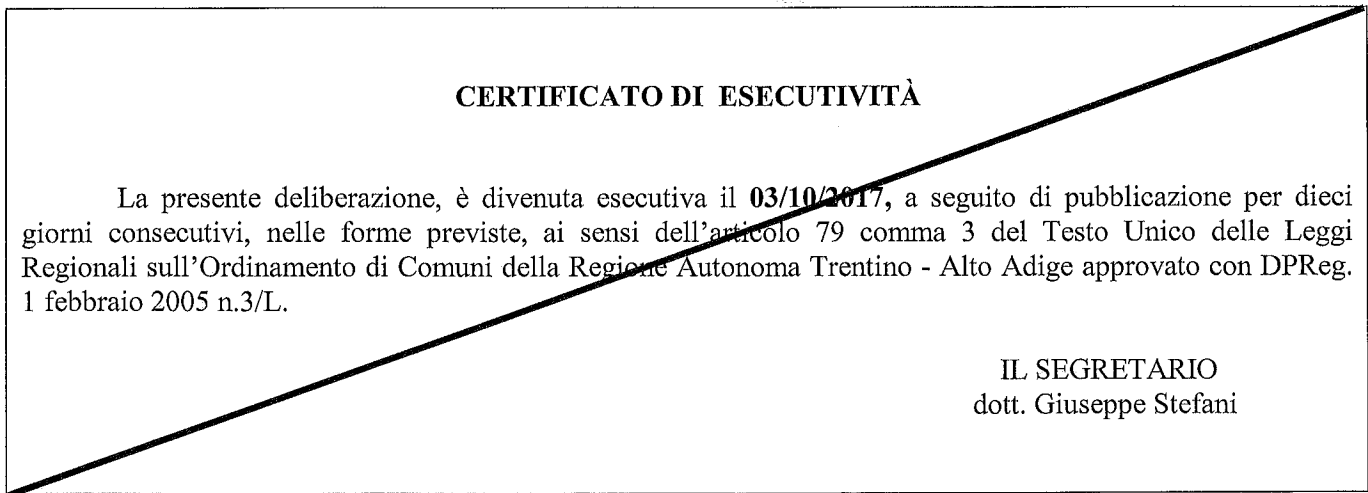 CERTIFICATO DI ESECUTIVITÀ
La presente deliberazione, è divenuta esecutiva il 03/10/2017, a seguito di pubblicazione per dieci
giorni consecutivi, nelle forme previste, ai sensi dell'articolo 79 comma 3 del Testo Unico delle Leggi
Regionali sull'Ordinamento di Comuni della Regione Autonoma Trentino - Alto Adige approvato con DPReg.
1 febbraio 2005 n.3/L.
IL SEGRETARIO
dott. Giuseppe Stefani